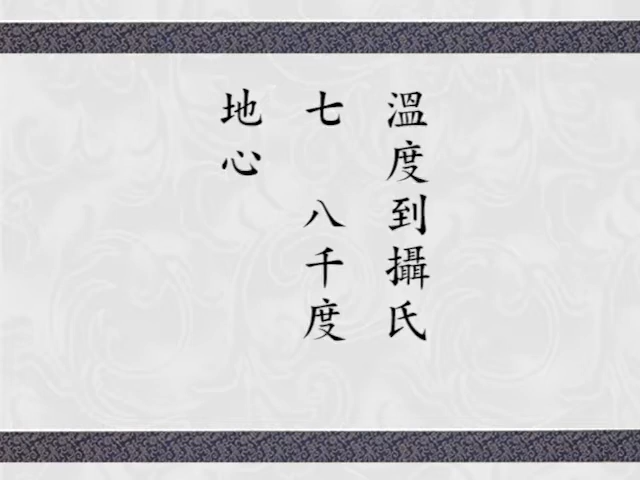 溫度到攝氏
七 八千度
地心